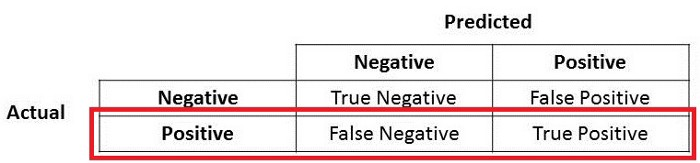 Predicted
Negative Positive
Actual
Negative True Negative False Positive
Positive False Negative True Positive